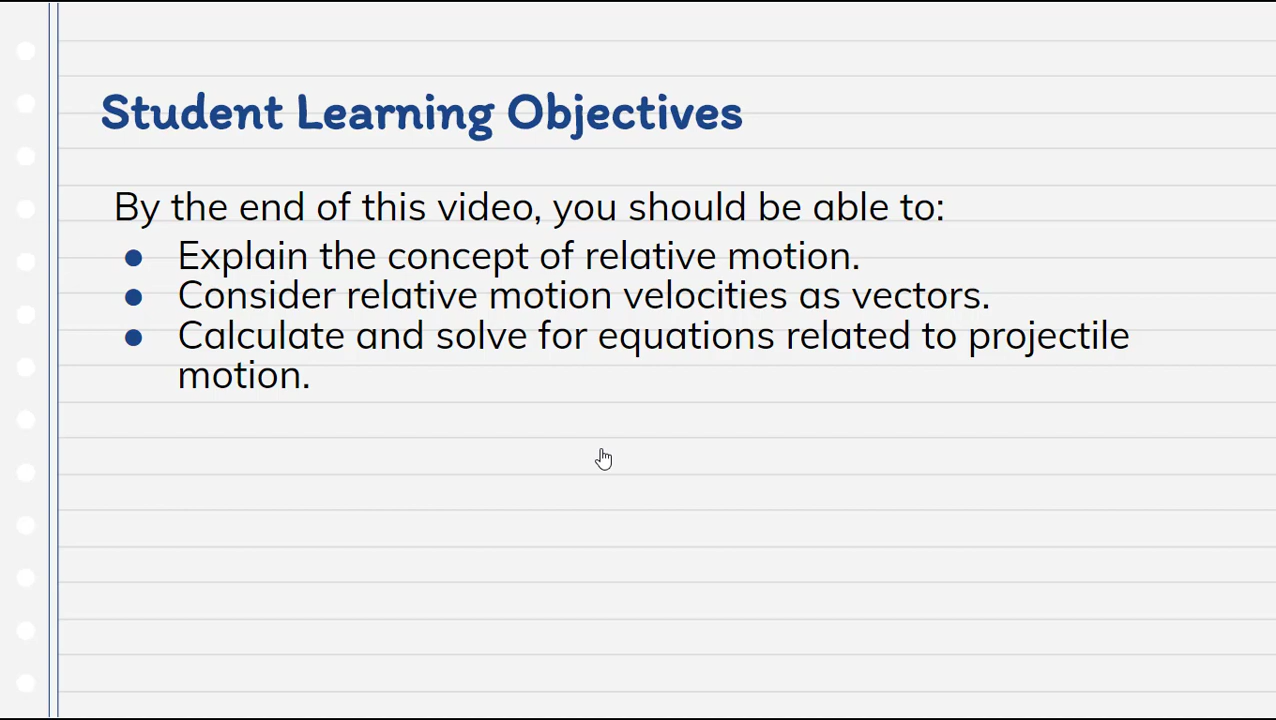 Student Learning Objectives
By the end of this video, you should be able to:
● Explain the concept of relative motion.
● Consider relative motion velocities as vectors.
● Calculate and solve for equations related to projectile
motion.